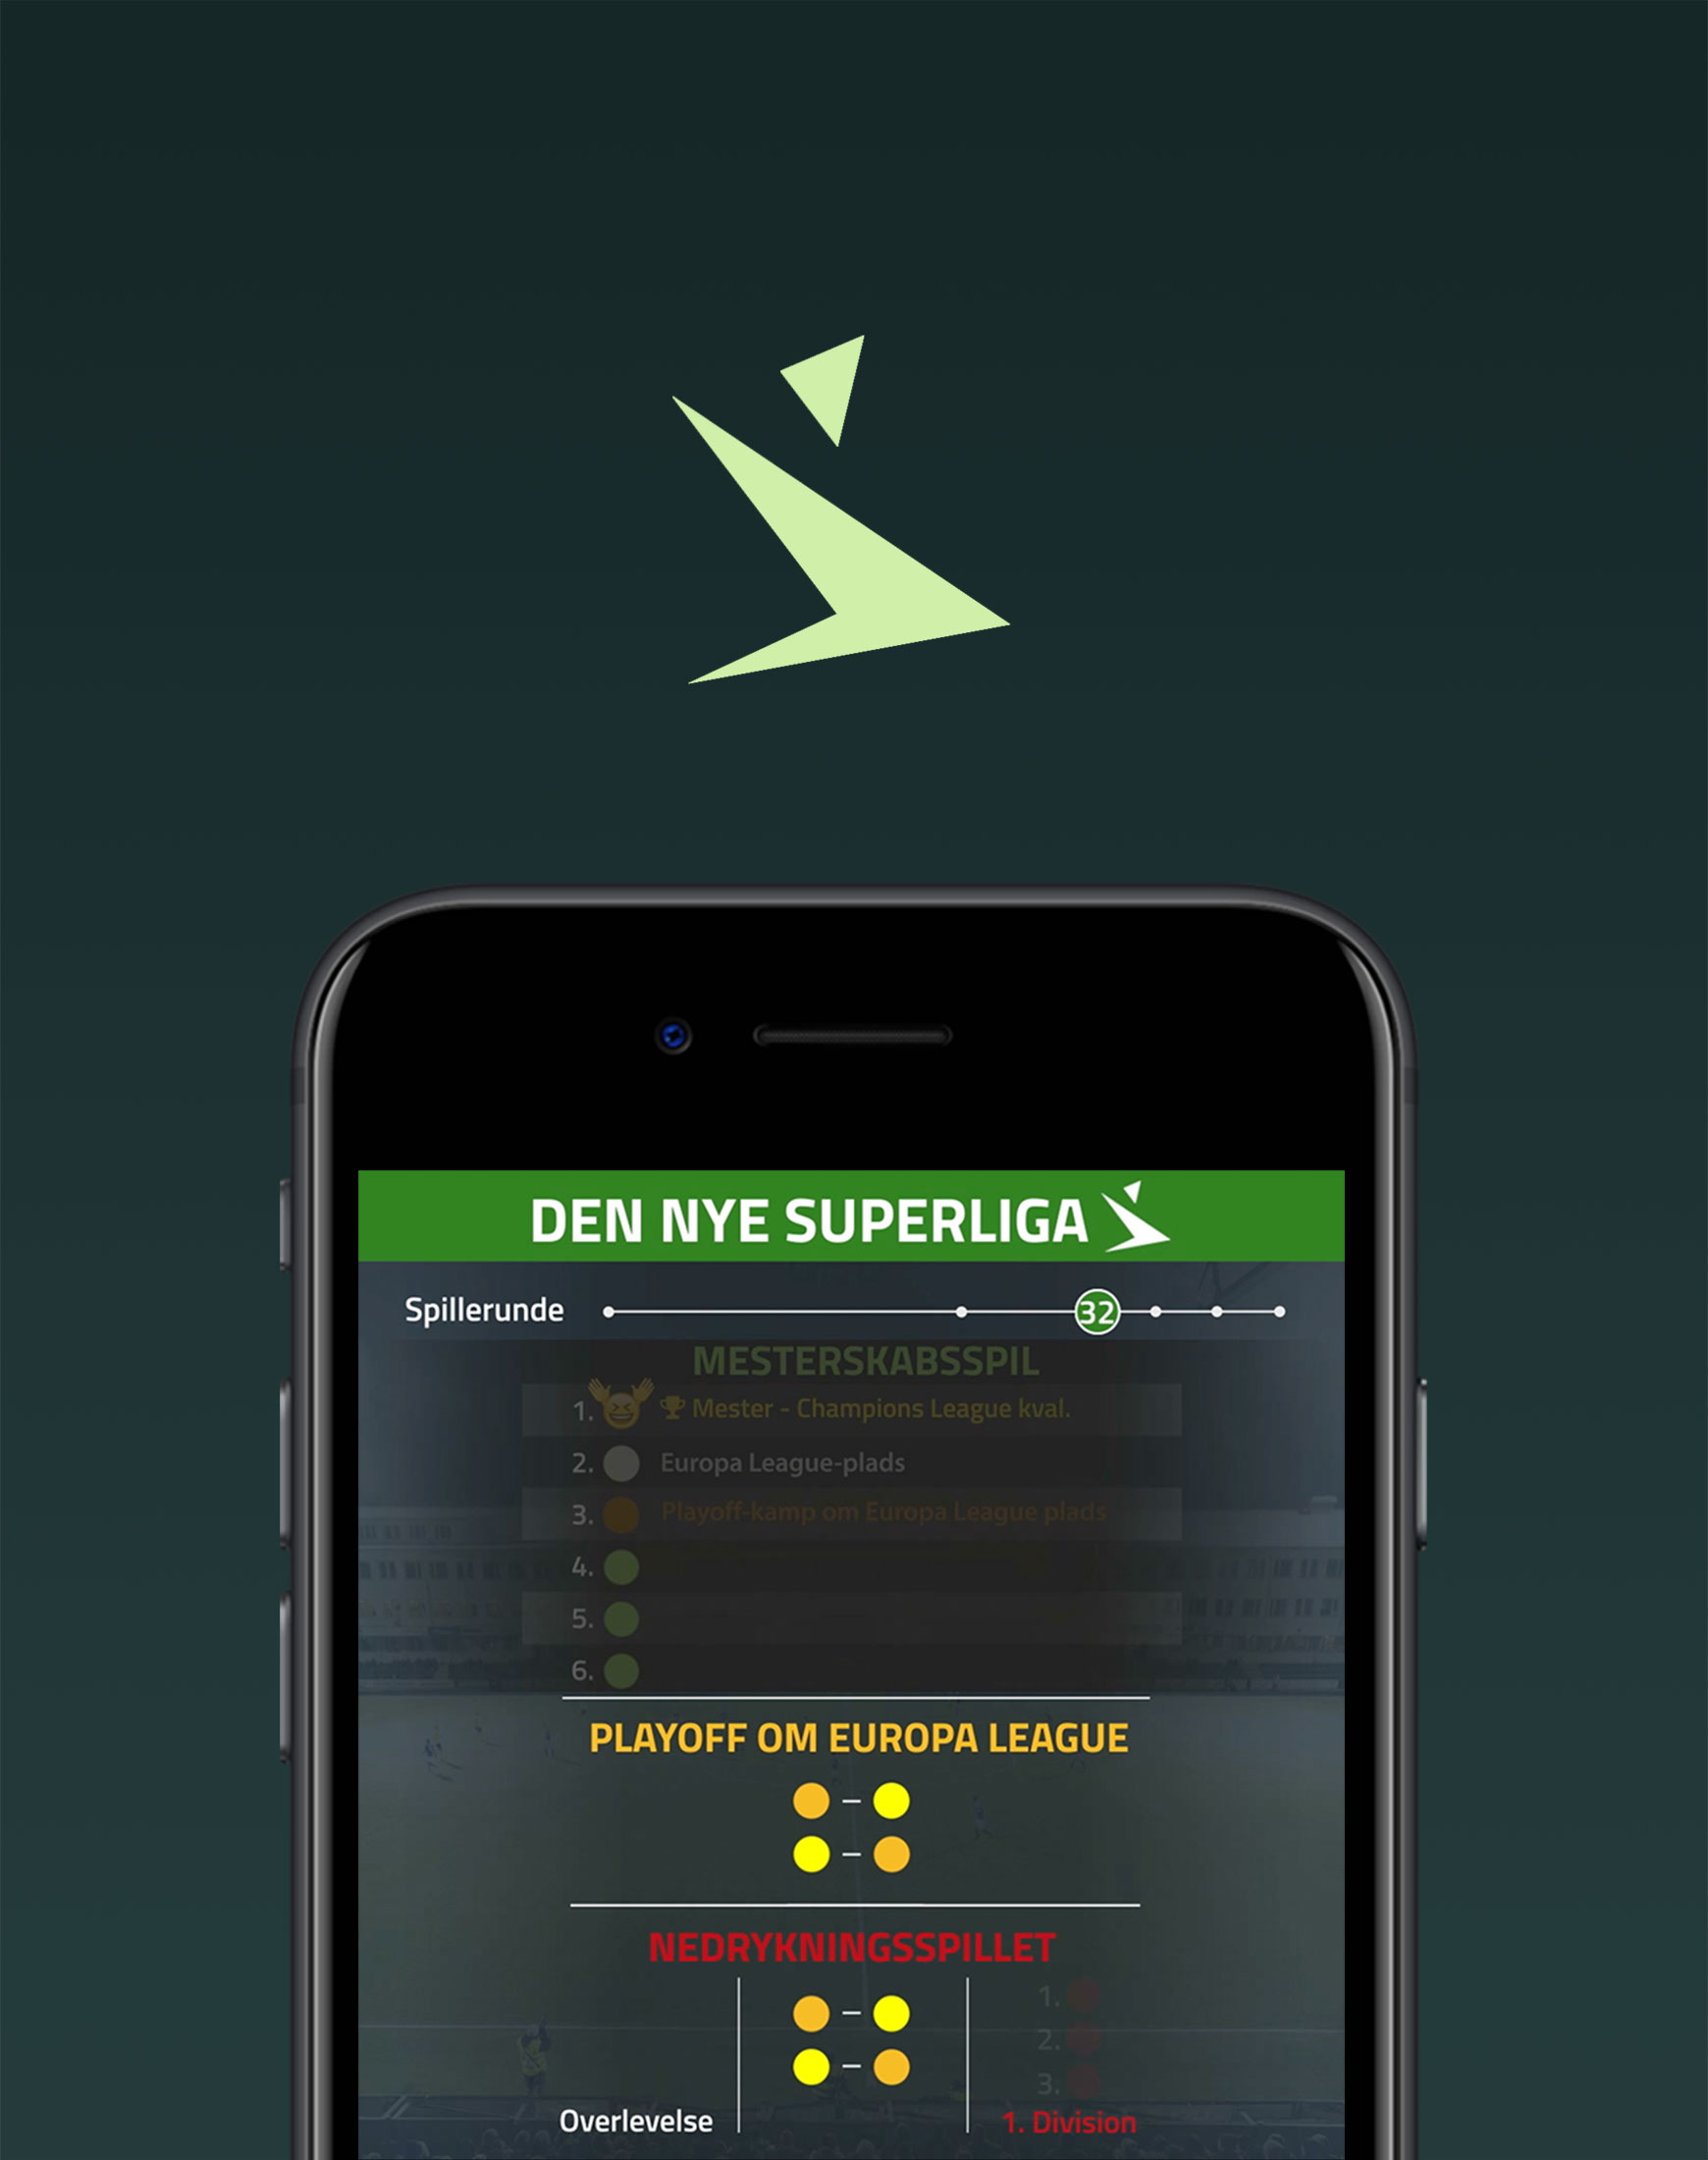 DEN NYE SUPERLIGA
Spillerunde 32
MESTERSKABSSPIL
1. Mester - Champions League kval.
2. Europa League-plads
3. Playoff-kamp om Europa League plads
4.
5.
6.
PLAYOFF OM EUROPA LEAGUE
–
–
NEDRYKNINGSSPILLET
– 1.
2.
– 3.
Overlevelse 1. Division